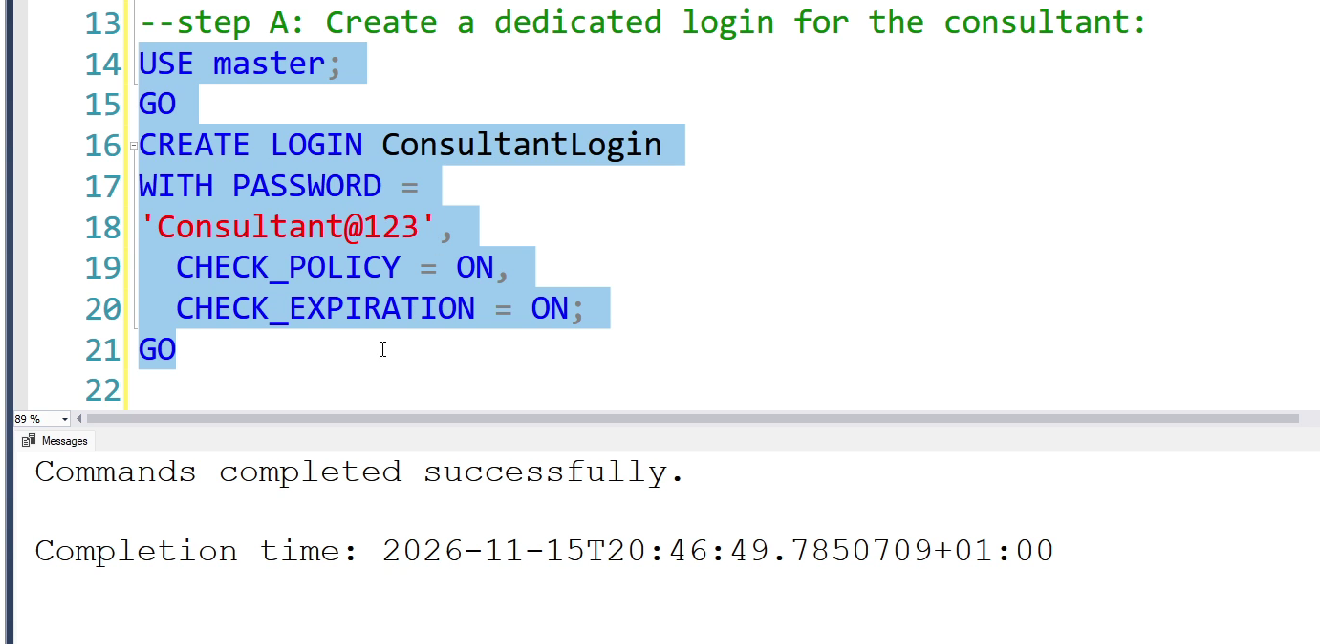 13 --step A: Create a dedicated login for the consultant:
14 USE master;
15 GO
16 CREATE LOGIN ConsultantLogin
17 WITH PASSWORD =
18 'Consultant@123',
19   CHECK_POLICY = ON,
20   CHECK_EXPIRATION = ON;
21 GO
22
89 %
Messages
Commands completed successfully.
Completion time: 2026-11-15T20:46:49.7850709+01:00